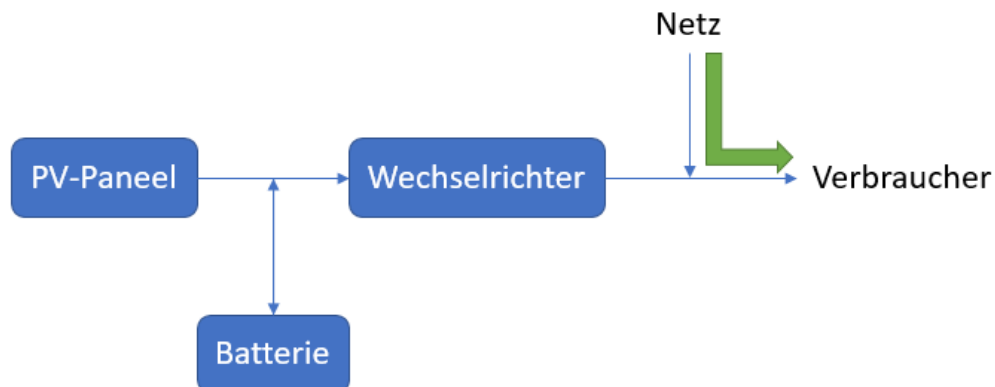 Netz
PV-Paneel
Wechselrichter
Verbraucher
Batterie